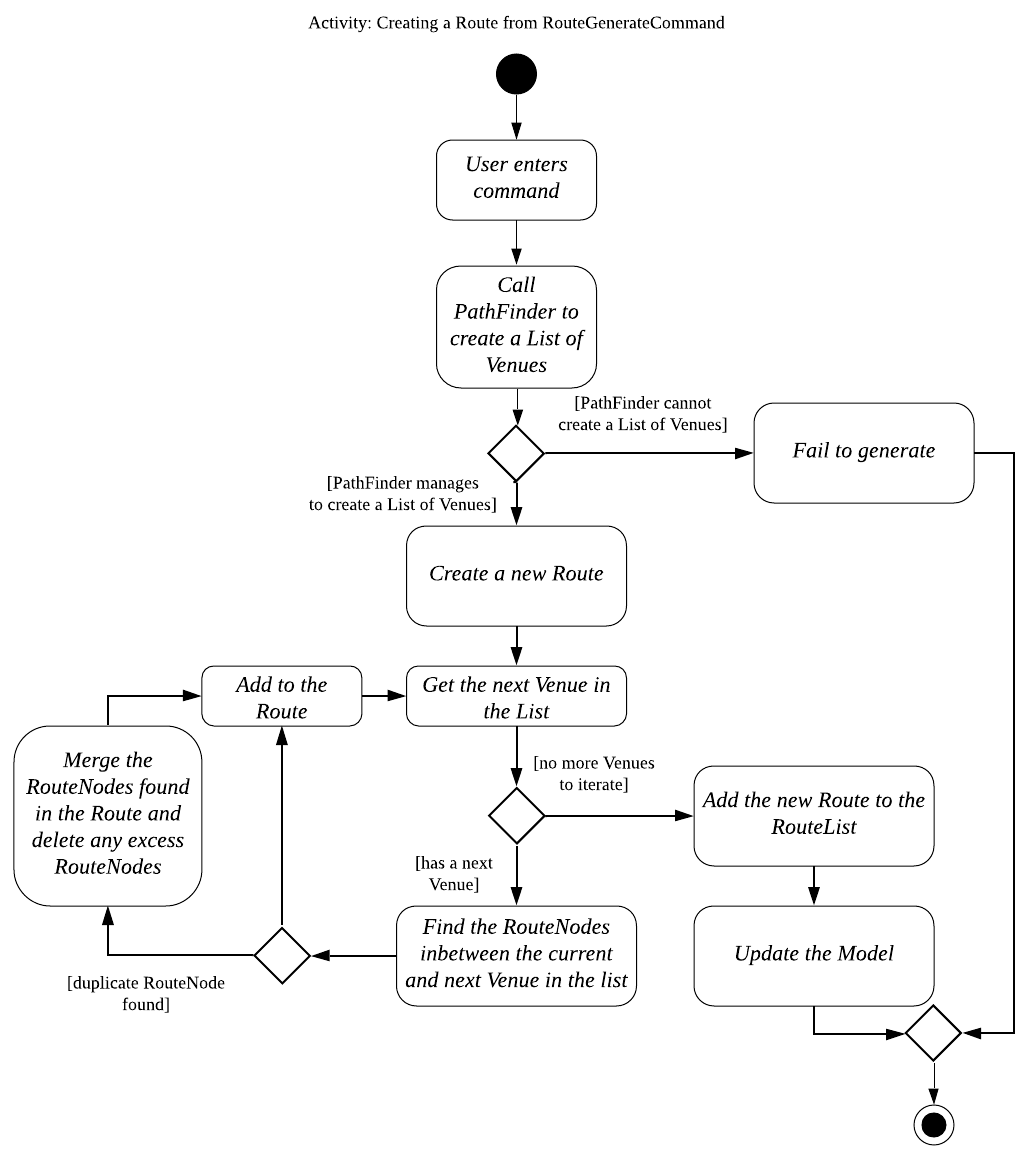 Activity: Creating a Route from RouteGenerateCommand
User enters
command
Call
PathFinder to
create a List of
Venues
[PathFinder cannot
create a List of Venues]
Fail to generate
[PathFinder manages
to create a List of Venues]
Create a new Route
Add to the
Route
Get the next Venue in
the List
Merge the
RouteNodes found
in the Route and
delete any excess
RouteNodes
[no more Venues
to iterate]
Add the new Route to the
RouteList
[has a next
Venue]
Find the RouteNodes
inbetween the current
and next Venue in the list
Update the Model
[duplicate RouteNode
found]